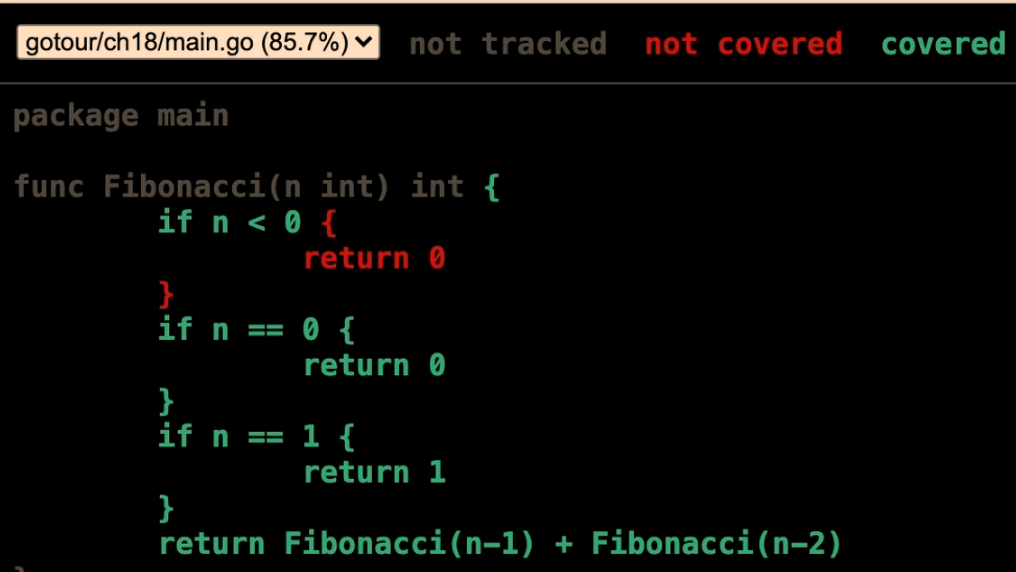 gotour/ch18/main.go (85.7%) not tracked not covered covered
package main
func Fibonacci(n int) int {
if n < 0 {
return 0
}
if n == 0 {
return 0
}
if n == 1 {
return 1
}
return Fibonacci(n-1) + Fibonacci(n-2)